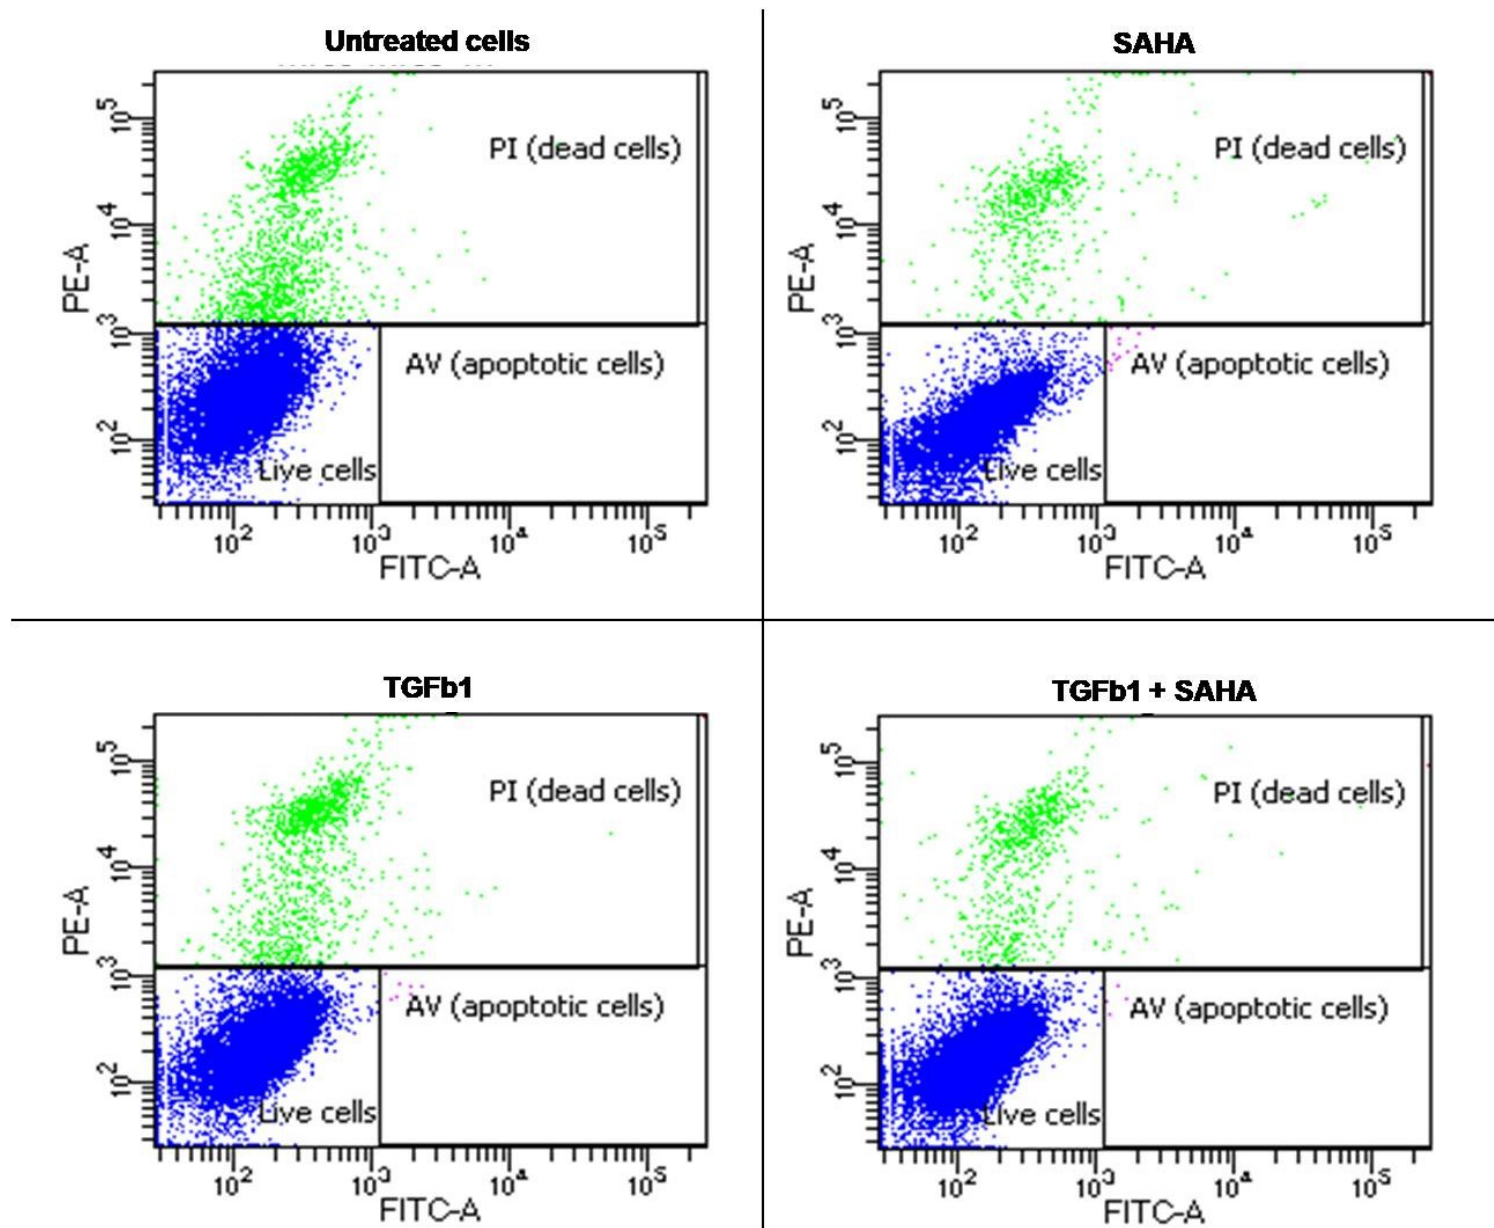 Untreated cells
PE-A
10^5
10^4
10^3
10^2
PI (dead cells)
AV (apoptotic cells)
Live cells
10^2 10^3 10^4 10^5
FITC-A
SAHA
PE-A
10^5
10^4
10^3
10^2
PI (dead cells)
AV (apoptotic cells)
Live cells
10^2 10^3 10^4 10^5
FITC-A
TGFb1
PE-A
10^5
10^4
10^3
10^2
PI (dead cells)
AV (apoptotic cells)
Live cells
10^2 10^3 10^4 10^5
FITC-A
TGFb1 + SAHA
PE-A
10^5
10^4
10^3
10^2
PI (dead cells)
AV (apoptotic cells)
Live cells
10^2 10^3 10^4 10^5
FITC-A